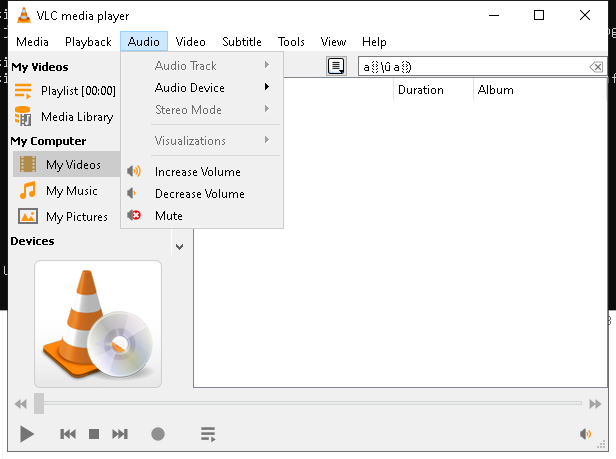 VLC media player
Media Playback Audio Video Subtitle Tools View Help
My Videos
Playlist [00:00]
Media Library
My Computer
My Videos
My Music
My Pictures
Devices
Audio Track
Audio Device
Stereo Mode
Visualizations
Increase Volume
Decrease Volume
Mute
Duration Album